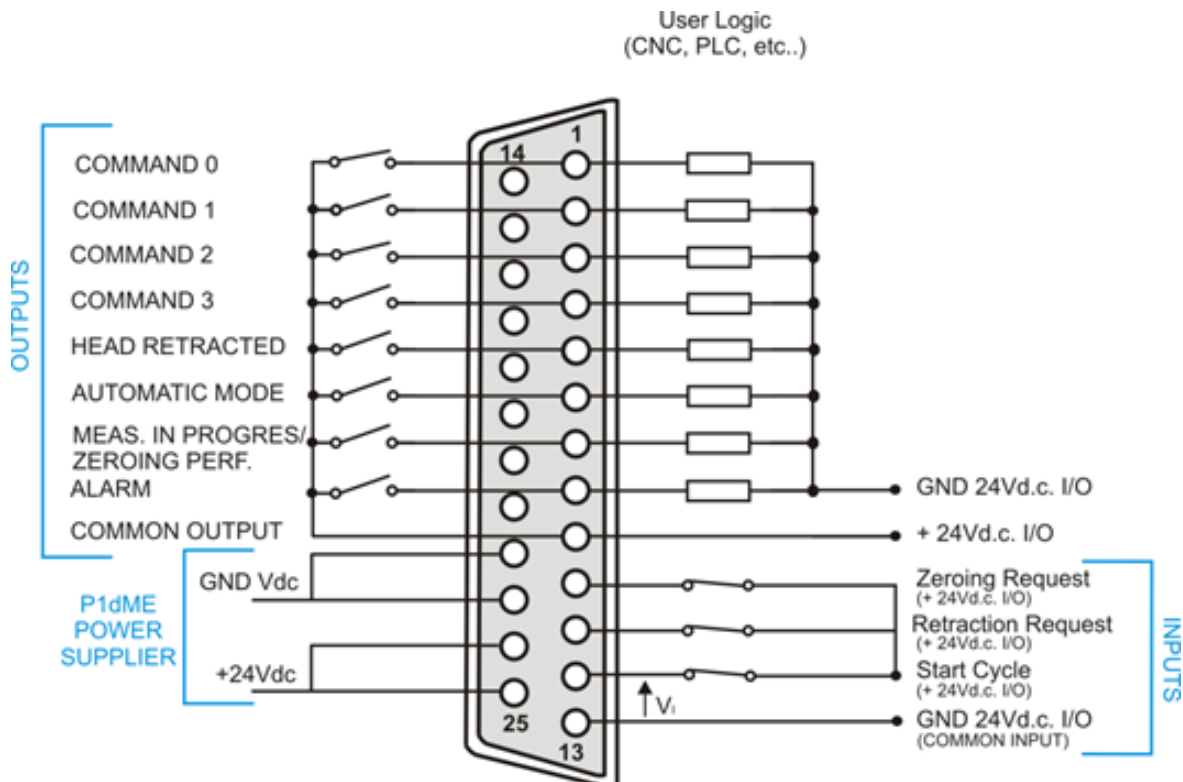 User Logic
(CNC, PLC, etc..)
OUTPUTS
COMMAND 0
COMMAND 1
COMMAND 2
COMMAND 3
HEAD RETRACTED
AUTOMATIC MODE
MEAS. IN PROGRES/
ZEROING PERF.
ALARM
COMMON OUTPUT
P1dME
POWER
SUPPLIER
GND Vdc
+24Vdc
1
14
25
13
GND 24Vd.c. I/O
+ 24Vd.c. I/O
Zeroing Request
(+ 24Vd.c. I/O)
Retraction Request
(+ 24Vd.c. I/O)
Start Cycle
(+ 24Vd.c. I/O)
GND 24Vd.c. I/O
(COMMON INPUT)
VI
INPUTS